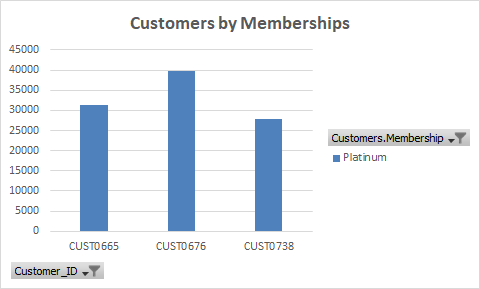 Customers by Memberships
45000
40000
35000
30000
25000
20000
15000
10000
5000
0
CUST0665 CUST0676 CUST0738
Customers.Membership
Platinum
Customer_ID